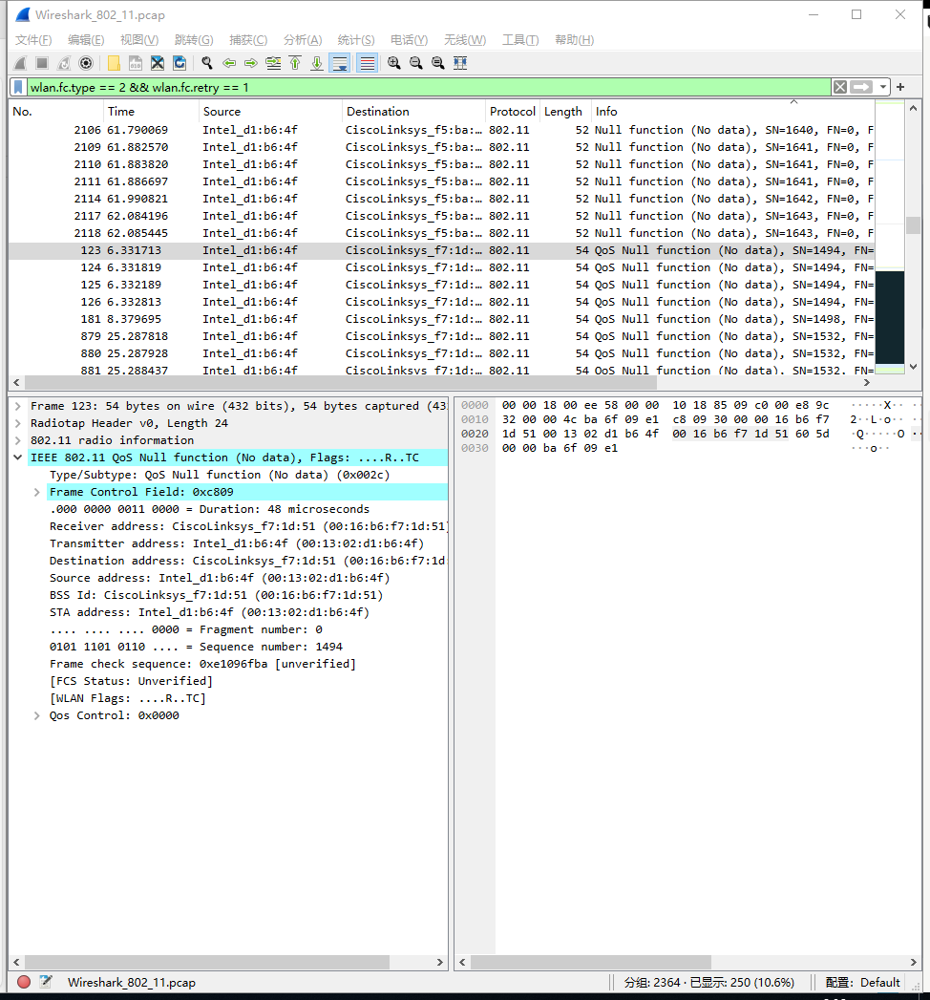 Wireshark_802_11.pcap
文件(F) 编辑(E) 视图(V) 跳转(G) 捕获(C) 分析(A) 统计(S) 电话(Y) 无线(W) 工具(T) 帮助(H)
wlan.fc.type == 2 && wlan.fc.retry == 1
No. Time Source Destination Protocol Length Info
2106 61.790069 Intel_d1:b6:4f CiscoLinksys_f5:ba:… 802.11 52 Null function (No data), SN=1640, FN=0, F
2109 61.882570 Intel_d1:b6:4f CiscoLinksys_f5:ba:… 802.11 52 Null function (No data), SN=1641, FN=0, F
2110 61.883820 Intel_d1:b6:4f CiscoLinksys_f5:ba:… 802.11 52 Null function (No data), SN=1641, FN=0, F
2111 61.886697 Intel_d1:b6:4f CiscoLinksys_f5:ba:… 802.11 52 Null function (No data), SN=1641, FN=0, F
2114 61.990821 Intel_d1:b6:4f CiscoLinksys_f5:ba:… 802.11 52 Null function (No data), SN=1642, FN=0, F
2117 62.084196 Intel_d1:b6:4f CiscoLinksys_f5:ba:… 802.11 52 Null function (No data), SN=1643, FN=0, F
2118 62.085445 Intel_d1:b6:4f CiscoLinksys_f5:ba:… 802.11 52 Null function (No data), SN=1643, FN=0, F
123 6.331713 Intel_d1:b6:4f CiscoLinksys_f7:1d:… 802.11 54 QoS Null function (No data), SN=1494, FN=
124 6.331819 Intel_d1:b6:4f CiscoLinksys_f7:1d:… 802.11 54 QoS Null function (No data), SN=1494, FN=
125 6.332189 Intel_d1:b6:4f CiscoLinksys_f7:1d:… 802.11 54 QoS Null function (No data), SN=1494, FN=
126 6.332813 Intel_d1:b6:4f CiscoLinksys_f7:1d:… 802.11 54 QoS Null function (No data), SN=1494, FN=
181 8.379695 Intel_d1:b6:4f CiscoLinksys_f7:1d:… 802.11 54 QoS Null function (No data), SN=1498, FN=
879 25.287818 Intel_d1:b6:4f CiscoLinksys_f7:1d:… 802.11 54 QoS Null function (No data), SN=1532, FN=
880 25.287928 Intel_d1:b6:4f CiscoLinksys_f7:1d:… 802.11 54 QoS Null function (No data), SN=1532, FN=
881 25.288437 Intel_d1:b6:4f CiscoLinksys_f7:1d:… 802.11 54 QoS Null function (No data), SN=1532, FN=
Frame 123: 54 bytes on wire (432 bits), 54 bytes captured (43
Radiotap Header v0, Length 24
802.11 radio information
IEEE 802.11 QoS Null function (No data), Flags: ....R..TC
Type/Subtype: QoS Null function (No data) (0x002c)
Frame Control Field: 0xc809
.000 0000 0011 0000 = Duration: 48 microseconds
Receiver address: CiscoLinksys_f7:1d:51 (00:16:b6:f7:1d:51)
Transmitter address: Intel_d1:b6:4f (00:13:02:d1:b6:4f)
Destination address: CiscoLinksys_f7:1d:51 (00:16:b6:f7:1d:
Source address: Intel_d1:b6:4f (00:13:02:d1:b6:4f)
BSS Id: CiscoLinksys_f7:1d:51 (00:16:b6:f7:1d:51)
STA address: Intel_d1:b6:4f (00:13:02:d1:b6:4f)
.... .... .... 0000 = Fragment number: 0
0101 1101 0110 .... = Sequence number: 1494
Frame check sequence: 0xe1096fba [unverified]
[FCS Status: Unverified]
[WLAN Flags: ....R..TC]
Qos Control: 0x0000
0000 00 00 18 00 ee 58 00 00 10 18 85 09 c0 00 e8 9c ·····X·· ··
0010 32 00 00 4c ba 6f 09 e1 c8 09 30 00 00 16 b6 f7 2··L·o·· ··
0020 1d 51 00 13 02 d1 b6 4f 00 16 b6 f7 1d 51 60 5d ·Q·····O ··
0030 00 00 ba 6f 09 e1 ···o··
Wireshark_802_11.pcap 分组: 2364 · 已显示: 250 (10.6%) 配置: Default